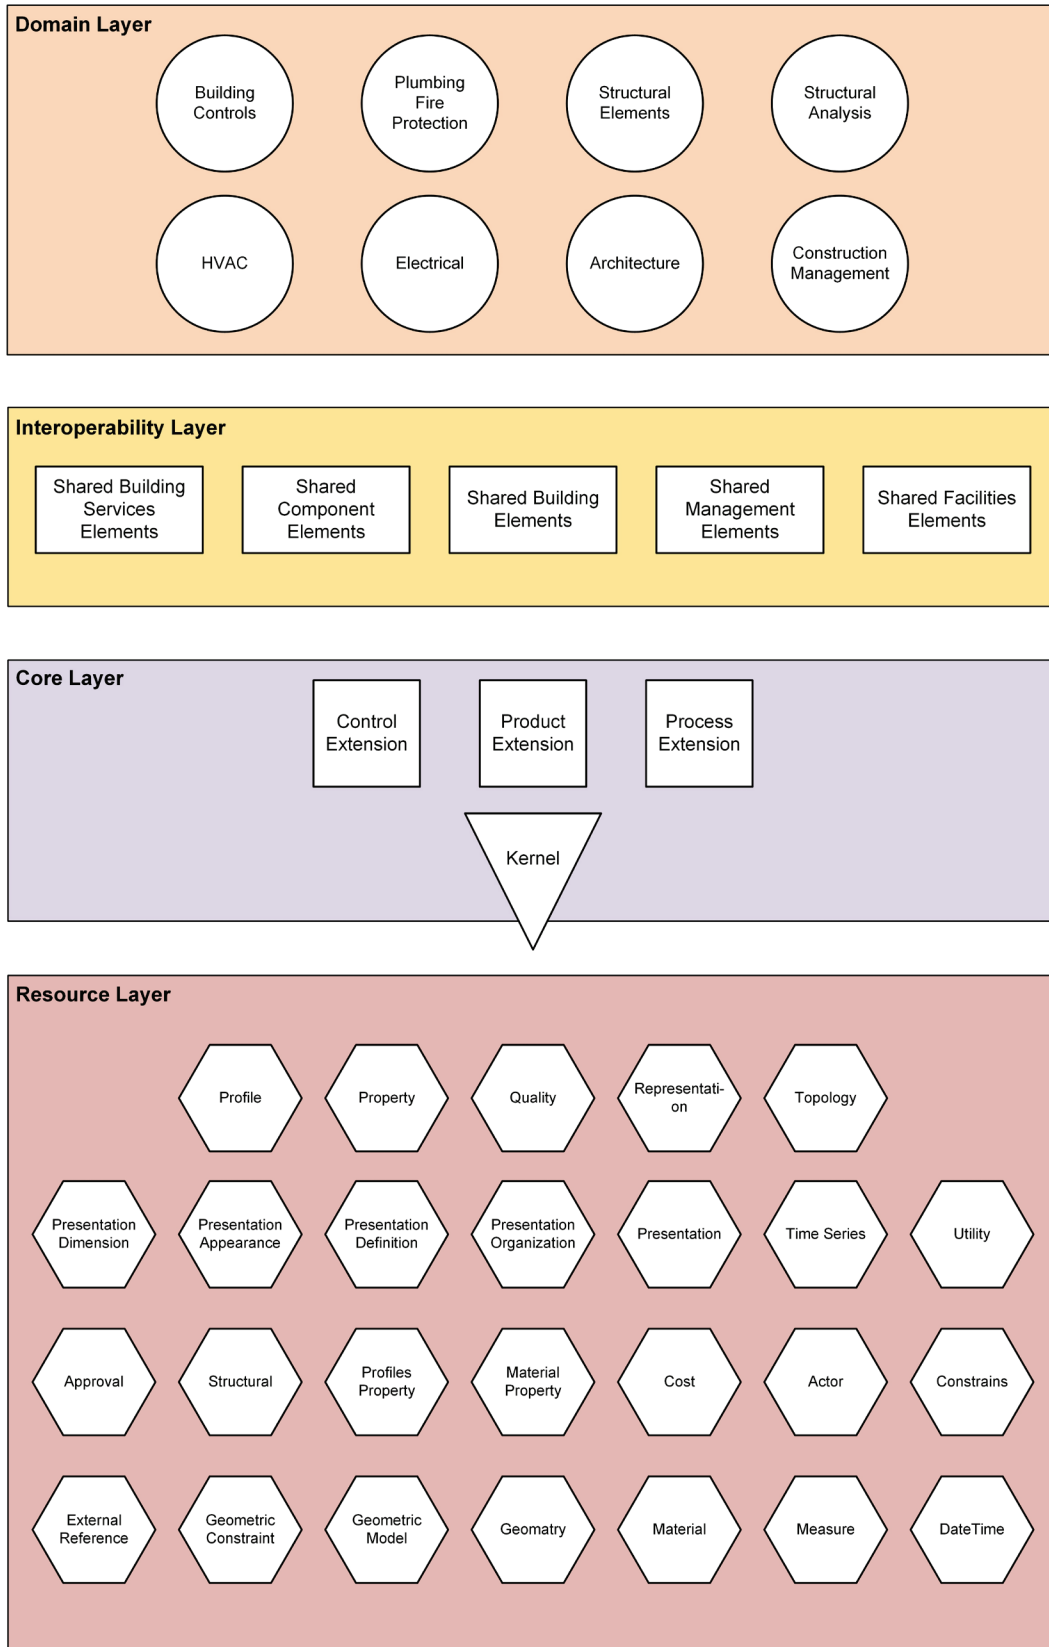 Domain Layer
Building
Controls
Plumbing
Fire
Protection
Structural
Elements
Structural
Analysis
HVAC
Electrical
Architecture
Construction
Management
Interoperability Layer
Shared Building
Services
Elements
Shared
Component
Elements
Shared Building
Elements
Shared
Management
Elements
Shared Facilities
Elements
Core Layer
Control
Extension
Product
Extension
Process
Extension
Kernel
Resource Layer
Profile
Property
Quality
Representati-
on
Topology
Presentation
Dimension
Presentation
Appearance
Presentation
Definition
Presentation
Organization
Presentation
Time Series
Utility
Approval
Structural
Profiles
Property
Material
Property
Cost
Actor
Constrains
External
Reference
Geometric
Constraint
Geometric
Model
Geomatry
Material
Measure
DateTime